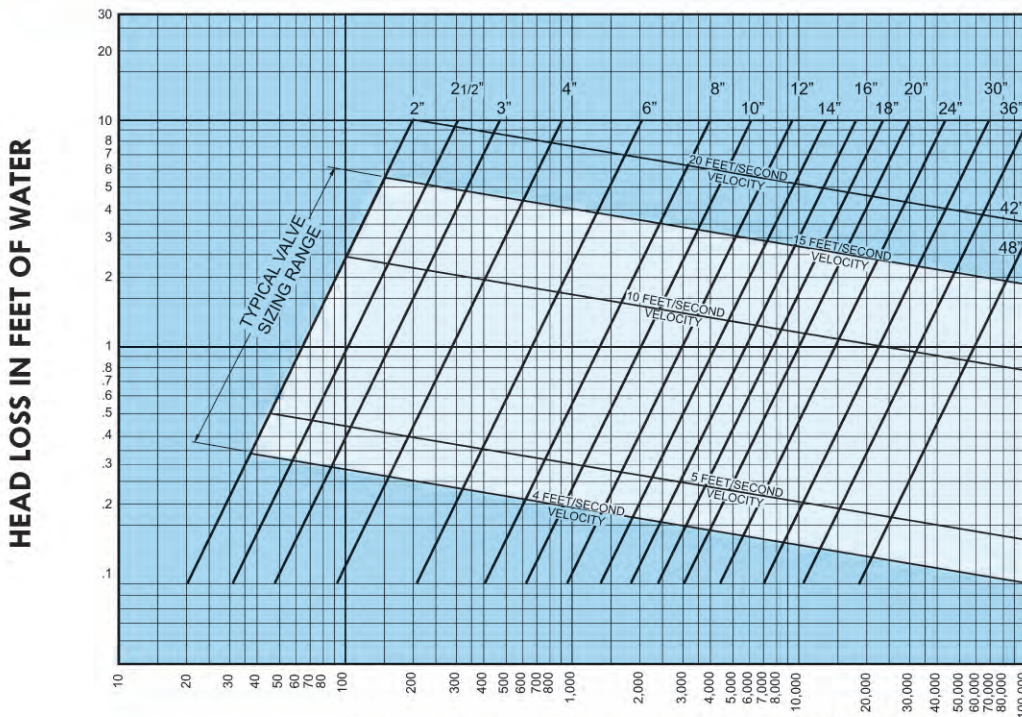 HEAD LOSS IN FEET OF WATER
30
20
10
8
7
6
5
4
3
2
1
.8
.7
.6
.5
.4
.3
.2
.1
2" 2 1/2" 3" 4" 6" 8" 10" 12" 14" 16" 18" 20" 24" 30" 36"
42"
48"
20 FEET/SECOND
VELOCITY
15 FEET/SECOND
VELOCITY
10 FEET/SECOND
VELOCITY
5 FEET/SECOND
VELOCITY
4 FEET/SECOND
VELOCITY
TYPICAL VALVE
SIZING RANGE
10 20 30 40 50 60 70 80 100 200 300 400 500 600 700 800 1,000 2,000 3,000 4,000 5,000 6,000 7,000 8,000 10,000 20,000 30,000 40,000 50,000 60,000 70,000 80,000